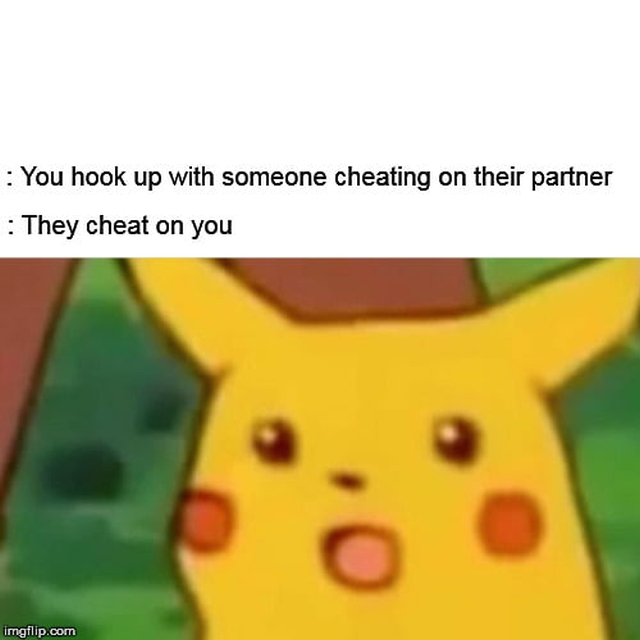 : You hook up with someone cheating on their partner
: They cheat on you
imgflip.com